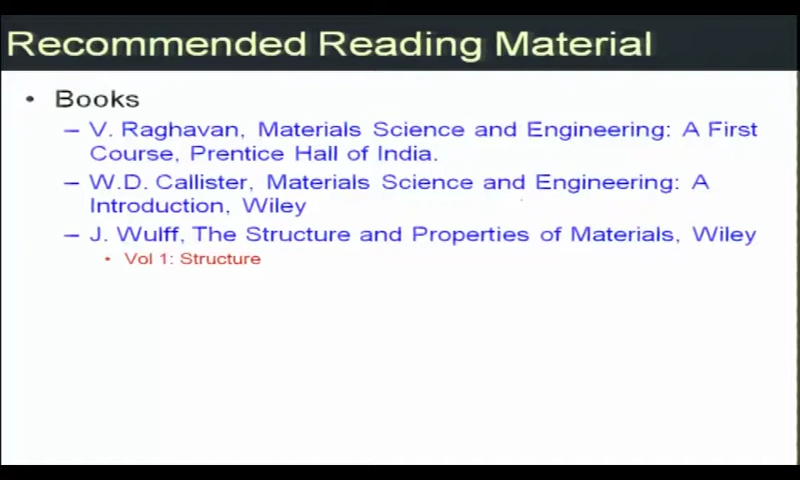 Recommended Reading Material
• Books
– V. Raghavan, Materials Science and Engineering: A First
Course, Prentice Hall of India.
– W.D. Callister, Materials Science and Engineering: A
Introduction, Wiley
– J. Wulff, The Structure and Properties of Materials, Wiley
• Vol 1: Structure